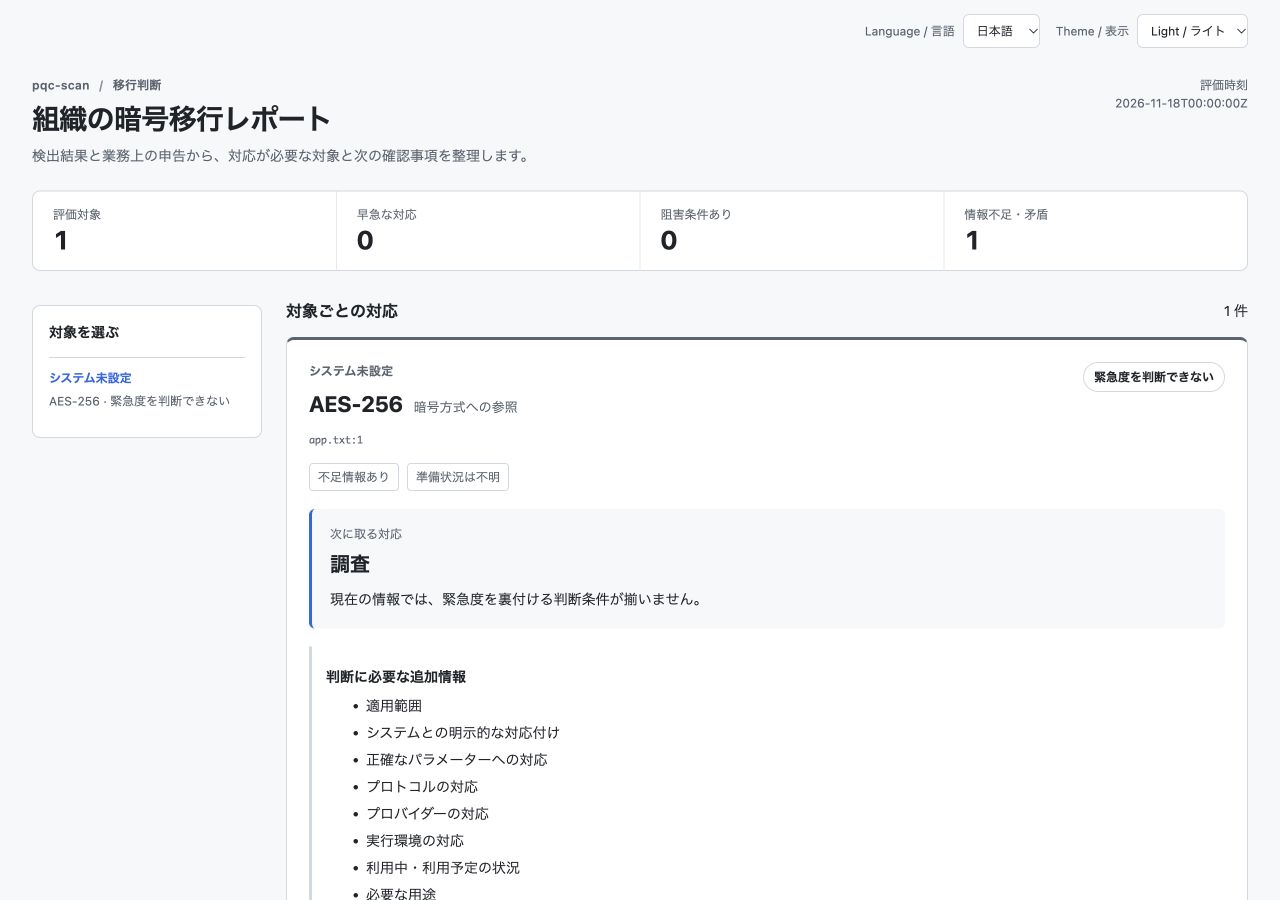 Language / 言語
日本語
Theme / 表示
Light / ライト
pqc-scan / 移行判断
組織の暗号移行レポート
検出結果と業務上の申告から、対応が必要な対象と次の確認事項を整理します。
評価時刻
2026-11-18T00:00:00Z
評価対象
1
早急な対応
0
阻害条件あり
0
情報不足・矛盾
1
対象を選ぶ
システム未設定
AES-256 · 緊急度を判断できない
対象ごとの対応
1 件
システム未設定
緊急度を判断できない
AES-256 暗号方式への参照
app.txt:1
不足情報あり
準備状況は不明
次に取る対応
調査
現在の情報では、緊急度を裏付ける判断条件が揃いません。
判断に必要な追加情報
• 適用範囲
• システムとの明示的な対応付け
• 正確なパラメーターへの対応
• プロトコルの対応
• プロバイダーの対応
• 実行環境の対応
• 利用中・利用予定の状況
• 必要な用途